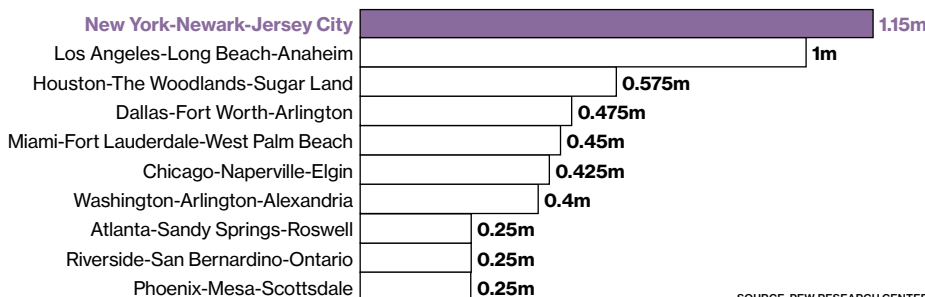 New York-Newark-Jersey City 1.15m
Los Angeles-Long Beach-Anaheim 1m
Houston-The Woodlands-Sugar Land 0.575m
Dallas-Fort Worth-Arlington 0.475m
Miami-Fort Lauderdale-West Palm Beach 0.45m
Chicago-Naperville-Elgin 0.425m
Washington-Arlington-Alexandria 0.4m
Atlanta-Sandy Springs-Roswell 0.25m
Riverside-San Bernardino-Ontario 0.25m
Phoenix-Mesa-Scottsdale 0.25m
SOURCE: PEW RESEARCH CENTER